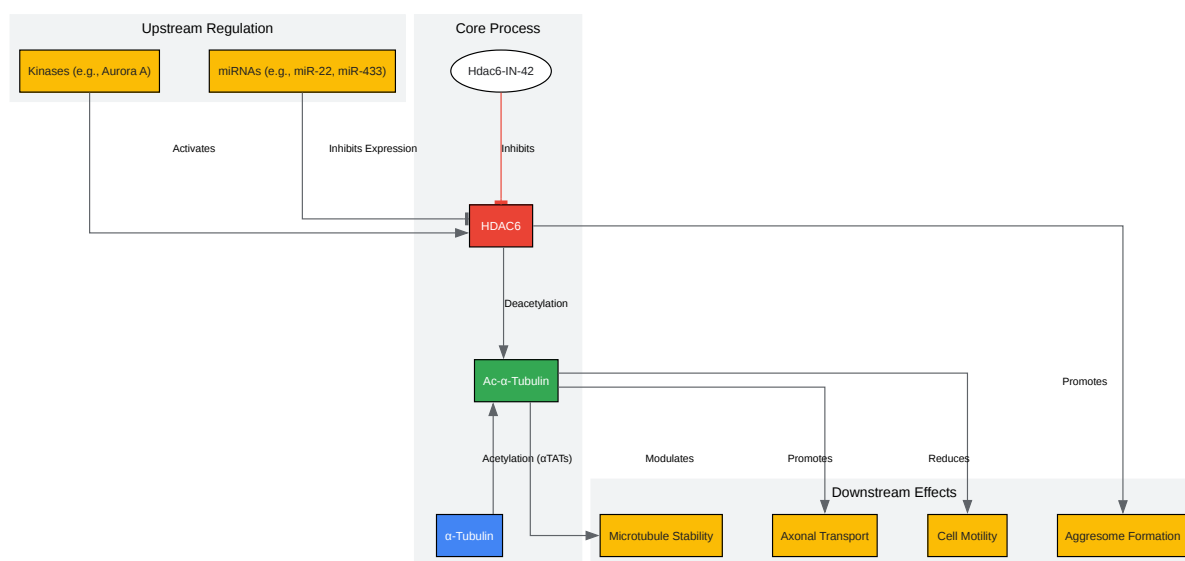 Upstream Regulation
Core Process
Kinases (e.g., Aurora A)
miRNAs (e.g., miR-22, miR-433)
Hdac6-IN-42
Activates
Inhibits Expression
Inhibits
HDAC6
Deacetylation
Ac-α-Tubulin
Promotes
Acetylation (αTATs)
Modulates
Promotes
Reduces
Downstream Effects
α-Tubulin
Microtubule Stability
Axonal Transport
Cell Motility
Aggresome Formation